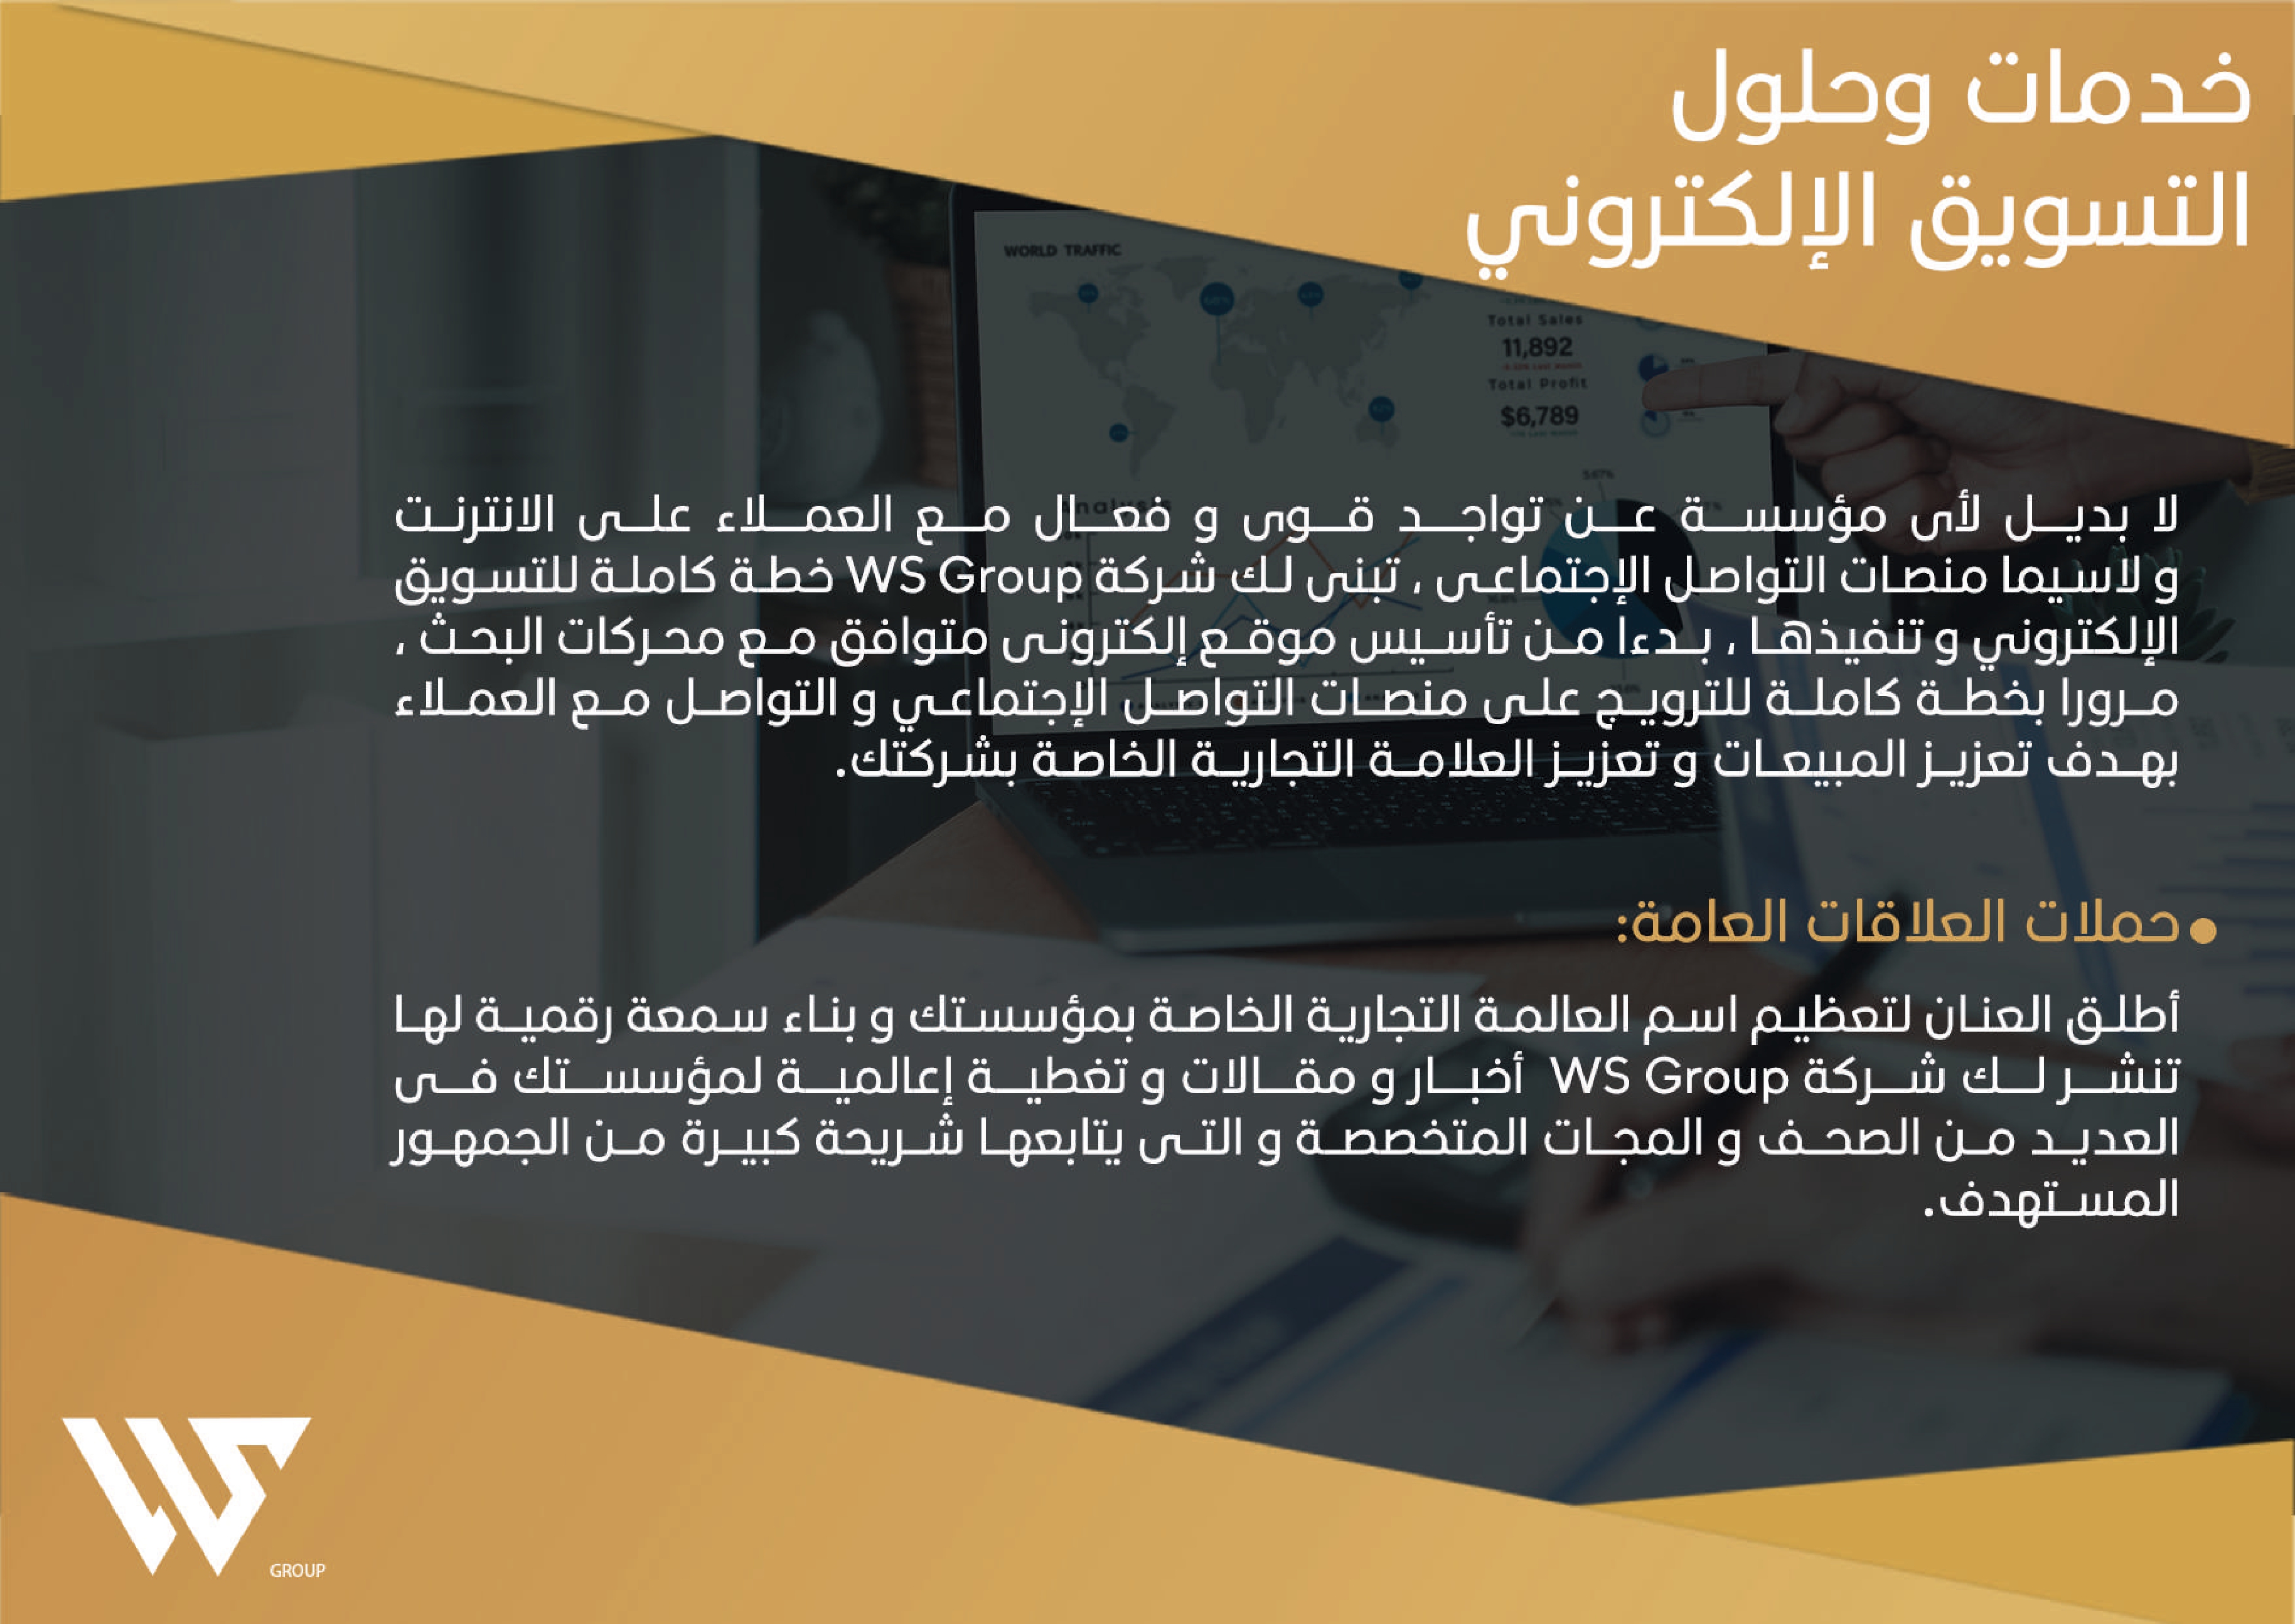 خدمات وحلول
التسويق الإلكتروني
WORLD TRAFFIC
Total Sales
11,892
Total Profit
$6,789
Analysis
لا بديل لأى مؤسسة عن تواجد قوى و فعال مع العملاء على الانترنت
و لاسيما منصات التواصل الإجتماعى ، تبنى لك شركة WS Group خطة كاملة للتسويق
الإلكتروني و تنفيذها ، بدءا من تأسيس موقع إلكترونى متوافق مع محركات البحث ،
مرورا بخطة كاملة للترويج على منصات التواصل الإجتماعي و التواصل مع العملاء
بهدف تعزيز المبيعات و تعزيز العلامة التجارية الخاصة بشركتك.
● حملات العلاقات العامة:
أطلق العنان لتعظيم اسم العالمة التجارية الخاصة بمؤسستك و بناء سمعة رقمية لها
تنشر لك شركة WS Group أخبار و مقالات و تغطية إعالمية لمؤسستك فى
العديد من الصحف و المجات المتخصصة و التى يتابعها شريحة كبيرة من الجمهور
المستهدف.
WS
GROUP